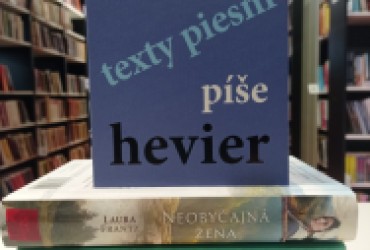 texty piesní
píše
hevier
LAURA
FRANTZ
NEOBYČAJNÁ
ŽENA